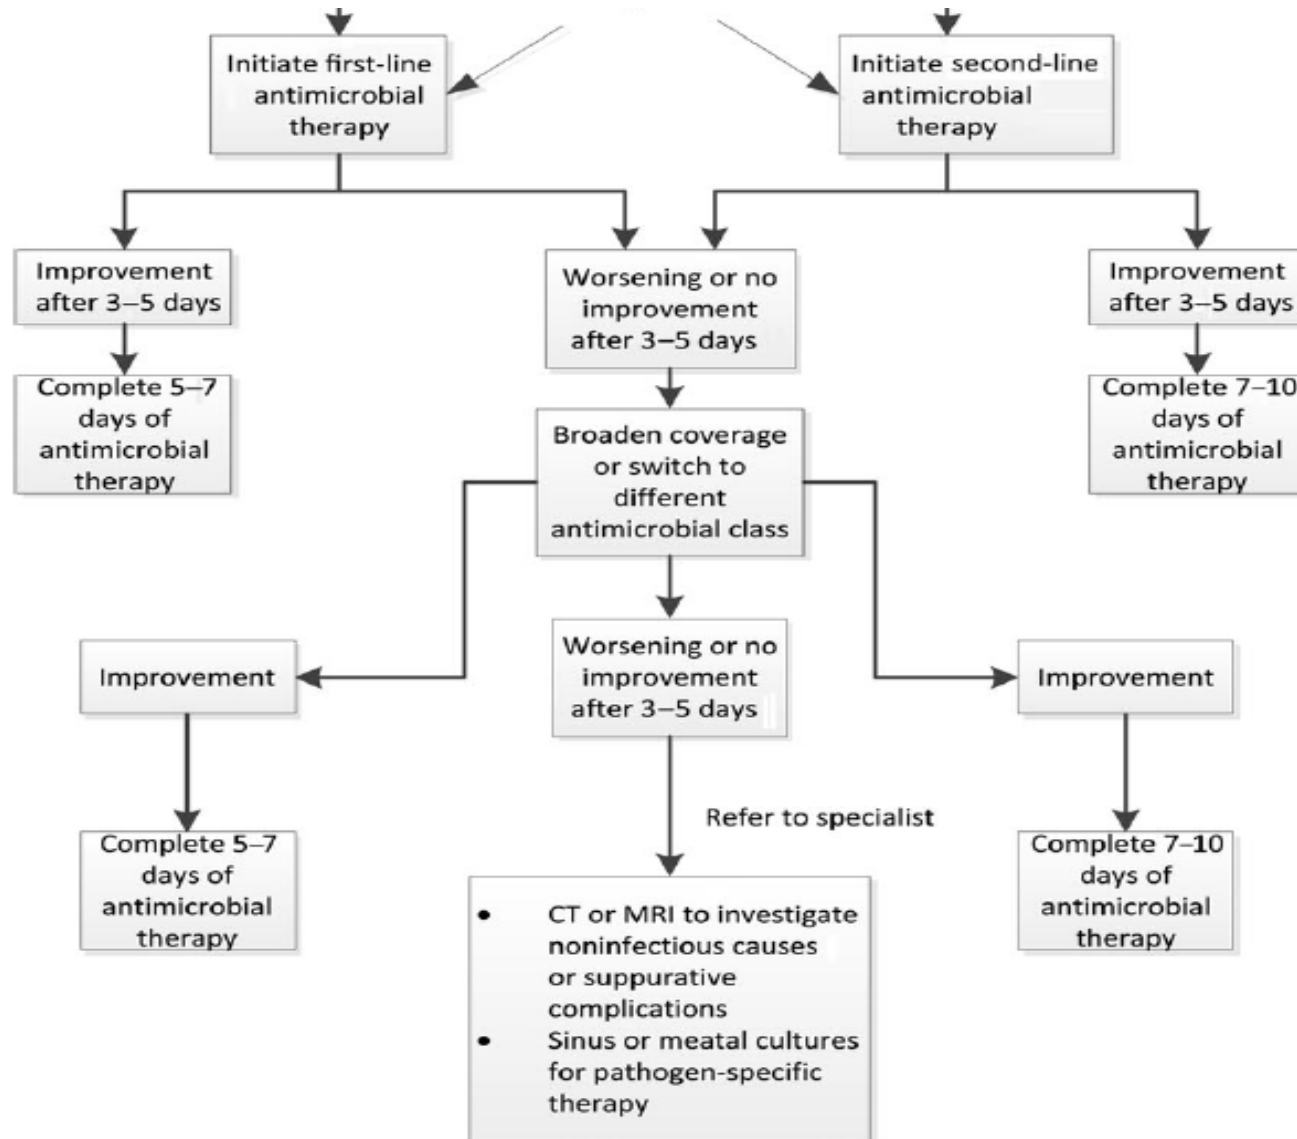 Initiate first-line
antimicrobial
therapy
Initiate second-line
antimicrobial
therapy
Improvement
after 3–5 days
Worsening or no
improvement
after 3–5 days
Improvement
after 3–5 days
Complete 5–7
days of
antimicrobial
therapy
Complete 7–10
days of
antimicrobial
therapy
Broaden coverage
or switch to
different
antimicrobial class
Improvement
Worsening or no
improvement
after 3–5 days
Improvement
Refer to specialist
Complete 5–7
days of
antimicrobial
therapy
Complete 7–10
days of
antimicrobial
therapy
• CT or MRI to investigate
noninfectious causes
or suppurative
complications
• Sinus or meatal cultures
for pathogen-specific
therapy